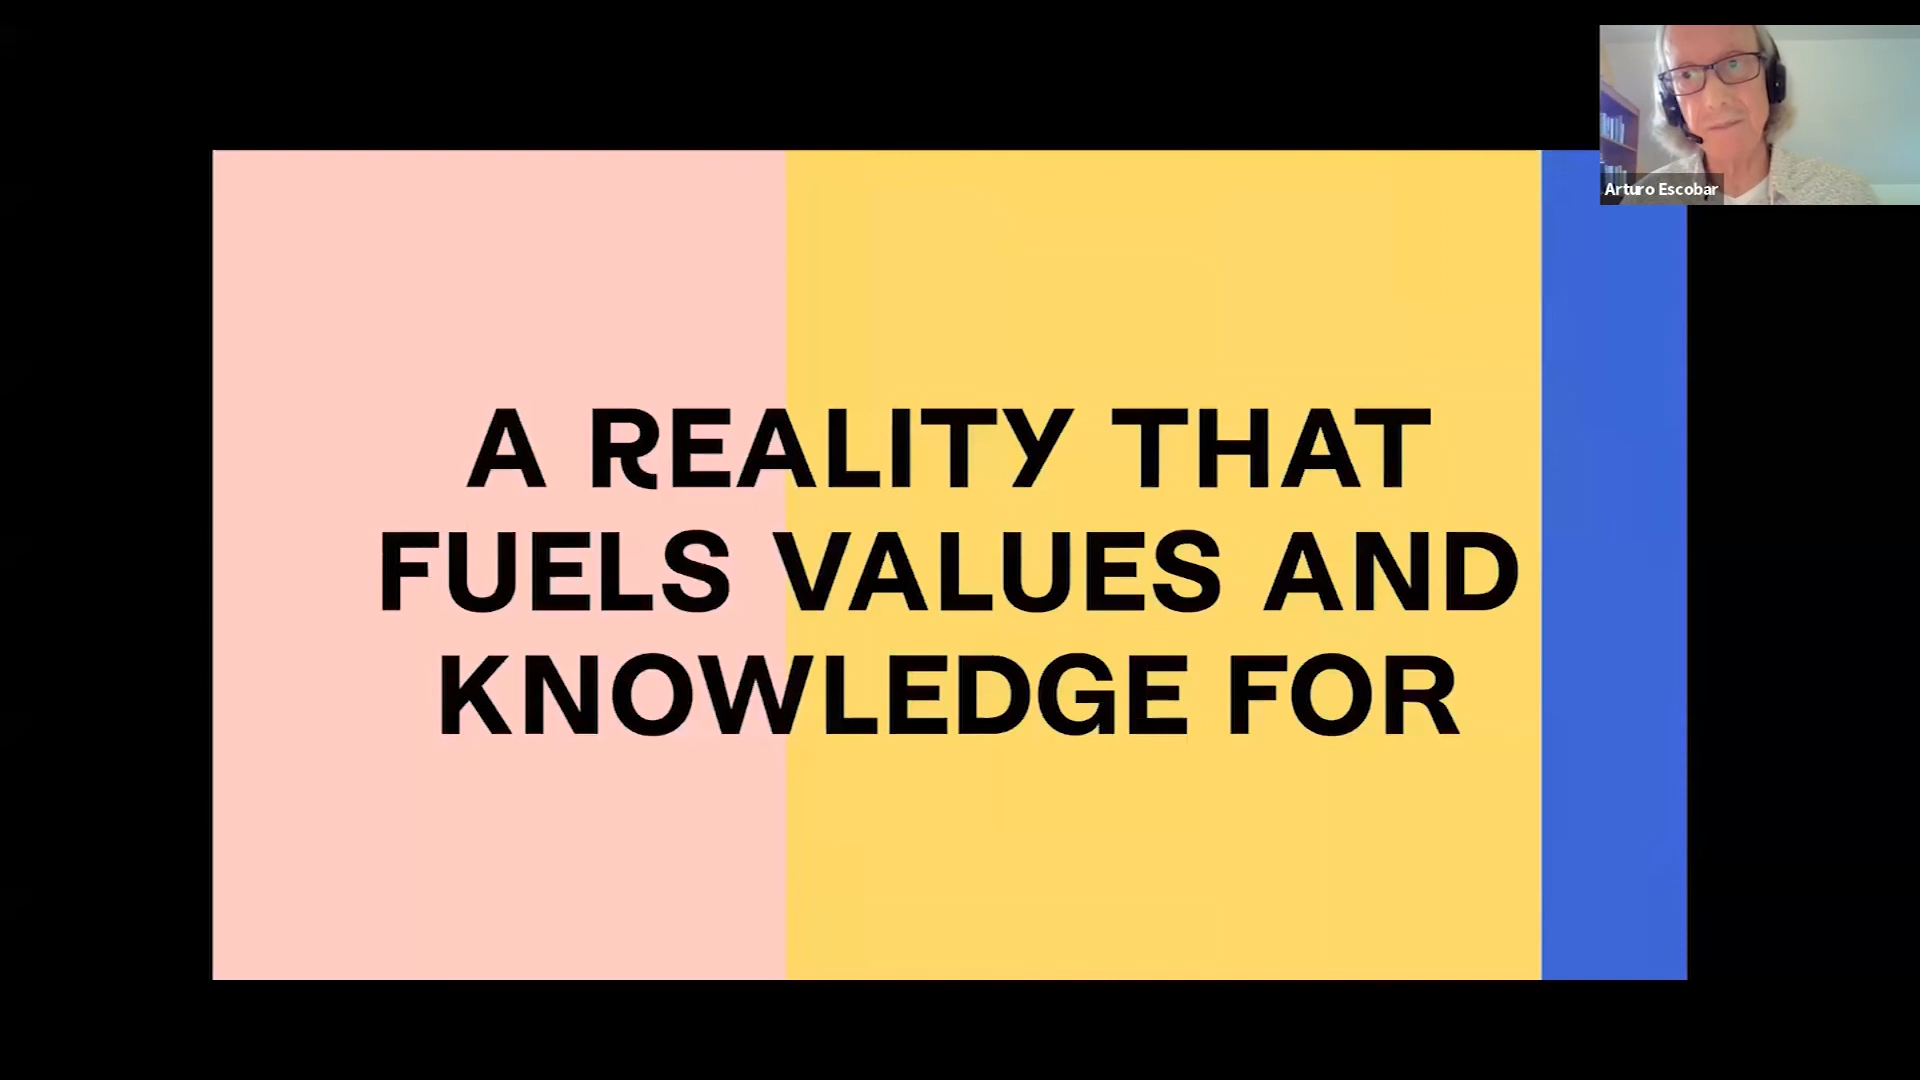 Arturo Escobar
A REALITY THAT
FUELS VALUES AND
KNOWLEDGE FOR